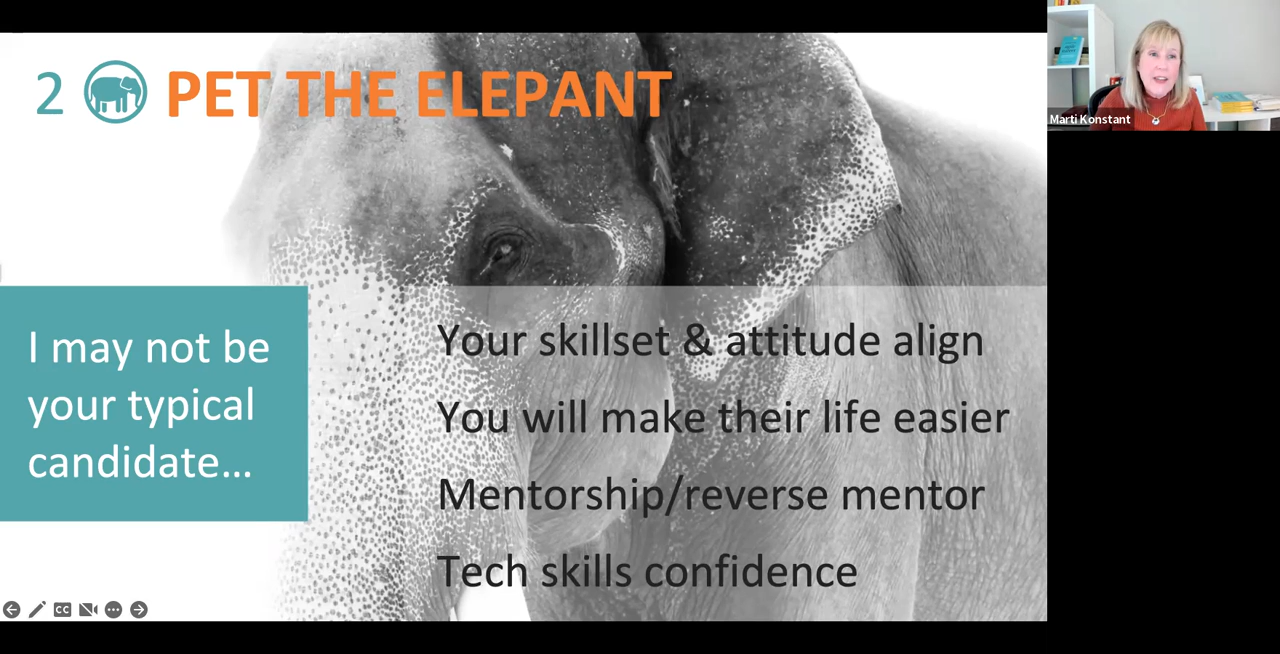 2 PET THE ELEPANT
I may not be
your typical
candidate...
Your skillset & attitude align
You will make their life easier
Mentorship/reverse mentor
Tech skills confidence
CC
Marti Konstant